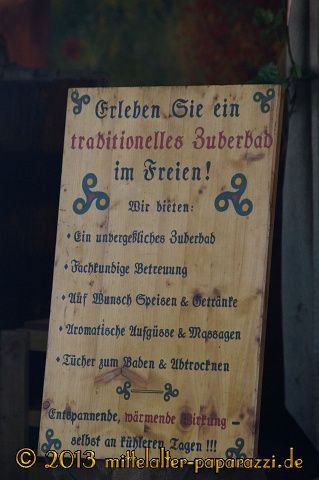 Erleben Sie ein
traditionelles Zuberbad
im Freien!
Wir bieten:
• Ein unvergeßliches Zuberbad
• Fachkundige Betreuung
• Auf Wunsch Speisen & Getränke
• Aromatische Aufgüsse & Massagen
• Tücher zum Baden & Abtrocknen
Entspannende, wärmende Wirkung –
selbst an kühleren Tagen !!!
© 2013 mittelalter-paparazzi.de